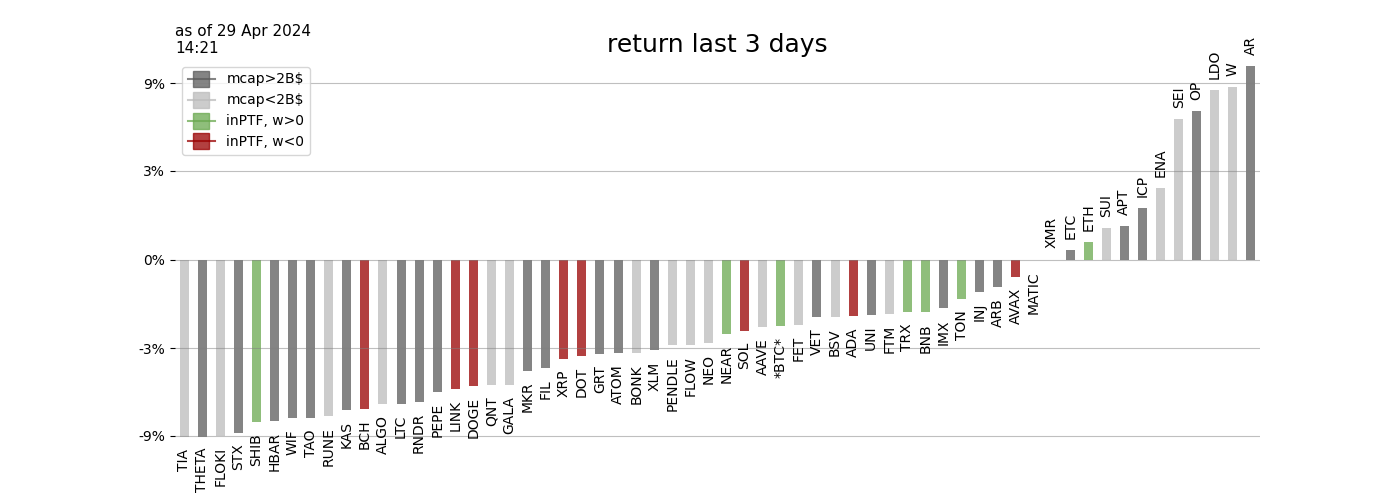 as of 29 Apr 2024
14:21
return last 3 days
mcap>2B$
mcap<2B$
inPTF, w>0
inPTF, w<0
9%
3%
0%
-3%
-9%
TIA
THETA
FLOKI
STX
SHIB
HBAR
WIF
TAO
RUNE
KAS
BCH
ALGO
LTC
RNDR
PEPE
LINK
DOGE
QNT
GALA
MKR
FIL
XRP
DOT
GRT
ATOM
BONK
XLM
PENDLE
FLOW
NEO
NEAR
SOL
AAVE
*BTC*
FET
VET
BSV
ADA
UNI
FTM
TRX
BNB
IMX
TON
INJ
ARB
AVAX
MATIC
XMR
ETC
ETH
SUI
APT
ICP
ENA
SEI
OP
LDO
W
AR